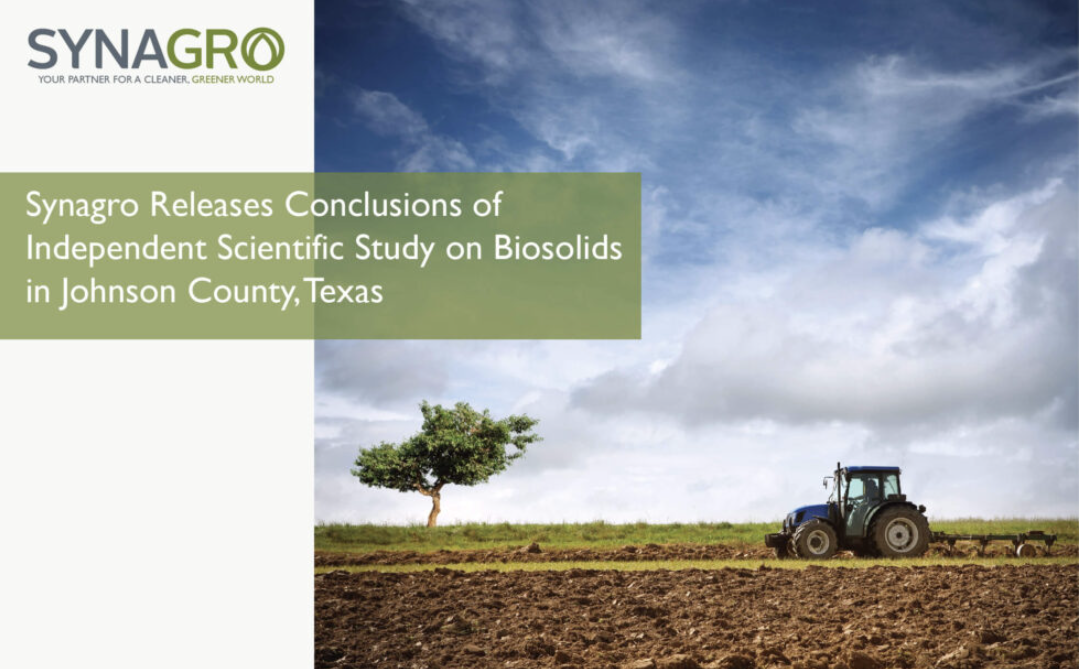 SYNAGRO
YOUR PARTNER FOR A CLEANER, GREENER WORLD
Synagro Releases Conclusions of
Independent Scientific Study on Biosolids
in Johnson County, Texas